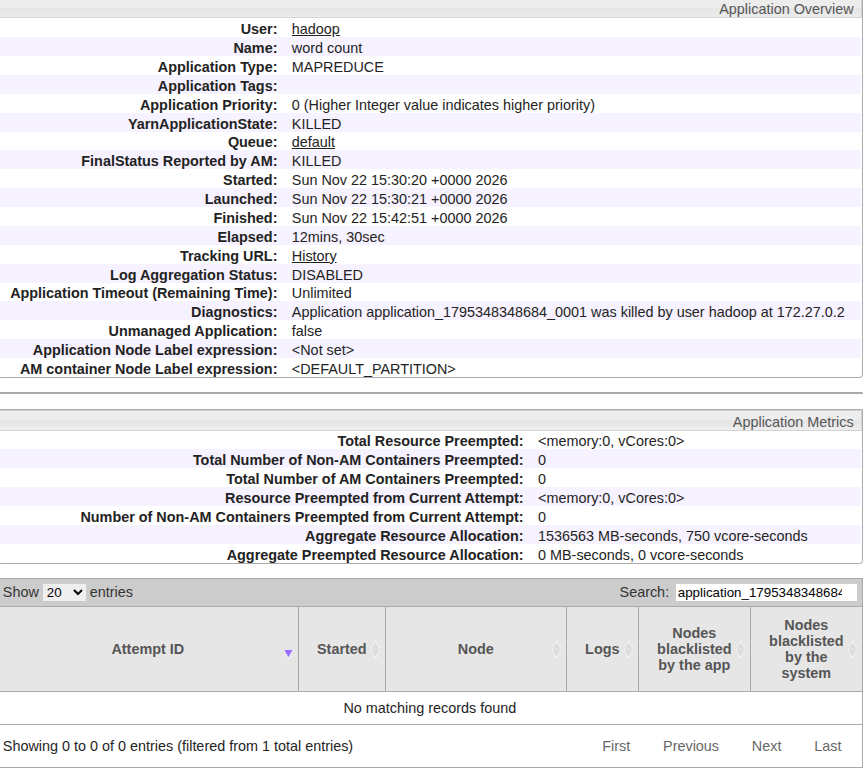 Application Overview
User: hadoop
Name: word count
Application Type: MAPREDUCE
Application Tags:
Application Priority: 0 (Higher Integer value indicates higher priority)
YarnApplicationState: KILLED
Queue: default
FinalStatus Reported by AM: KILLED
Started: Sun Nov 22 15:30:20 +0000 2026
Launched: Sun Nov 22 15:30:21 +0000 2026
Finished: Sun Nov 22 15:42:51 +0000 2026
Elapsed: 12mins, 30sec
Tracking URL: History
Log Aggregation Status: DISABLED
Application Timeout (Remaining Time): Unlimited
Diagnostics: Application application_1795348348684_0001 was killed by user hadoop at 172.27.0.2
Unmanaged Application: false
Application Node Label expression: <Not set>
AM container Node Label expression: <DEFAULT_PARTITION>
Application Metrics
Total Resource Preempted: <memory:0, vCores:0>
Total Number of Non-AM Containers Preempted: 0
Total Number of AM Containers Preempted: 0
Resource Preempted from Current Attempt: <memory:0, vCores:0>
Number of Non-AM Containers Preempted from Current Attempt: 0
Aggregate Resource Allocation: 1536563 MB-seconds, 750 vcore-seconds
Aggregate Preempted Resource Allocation: 0 MB-seconds, 0 vcore-seconds
Show 20 entries Search: application_1795348348684
Attempt ID Started Node Logs Nodes blacklisted by the app Nodes blacklisted by the system
No matching records found
Showing 0 to 0 of 0 entries (filtered from 1 total entries) First Previous Next Last